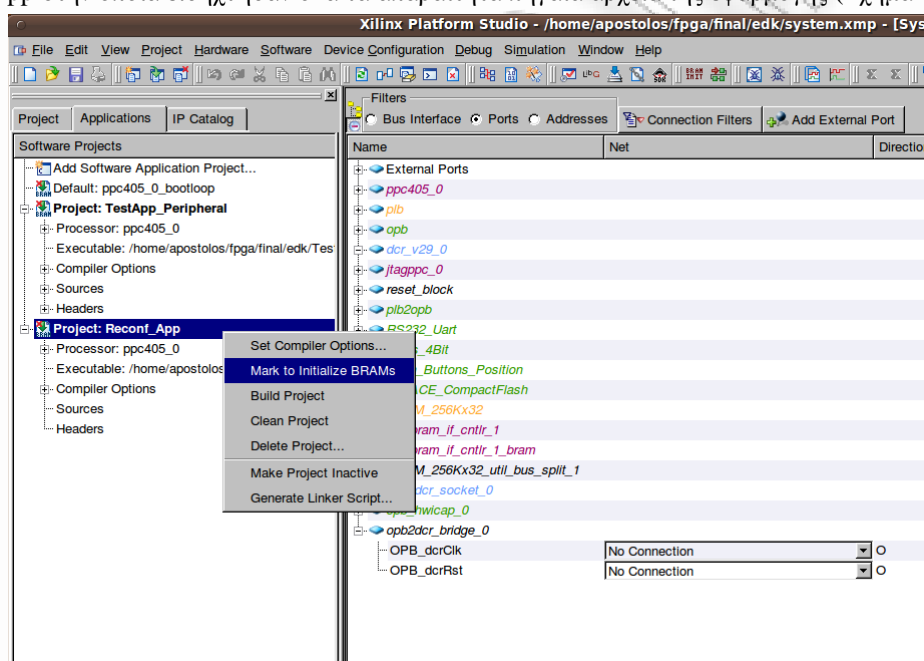 Xilinx Platform Studio - /home/apostolos/fpga/final/edk/system.xmp - [Sys
File Edit View Project Hardware Software Device Configuration Debug Simulation Window Help
Filters
Project Applications IP Catalog
Bus Interface Ports Addresses Connection Filters Add External Port
Software Projects
Name Net Directio
Add Software Application Project...
Default: ppc405_0_bootloop
Project: TestApp_Peripheral
Processor: ppc405_0
Executable: /home/apostolos/fpga/final/edk/Tes
Compiler Options
Sources
Headers
Project: Reconf_App
Processor: ppc405_0
Executable: /home/apostolos
Compiler Options
Sources
Headers
Set Compiler Options...
Mark to Initialize BRAMs
Build Project
Clean Project
Delete Project...
Make Project Inactive
Generate Linker Script...
External Ports
ppc405_0
plb
opb
dcr_v29_0
jtagppc_0
reset_block
plb2opb
RS232_Uart
s_4Bit
_Buttons_Position
ACE_CompactFlash
M_256Kx32
ram_if_cntlr_1
ram_if_cntlr_1_bram
M_256Kx32_util_bus_split_1
dcr_socket_0
opb_hwicap_0
opb2dcr_bridge_0
OPB_dcrClk No Connection O
OPB_dcrRst No Connection O